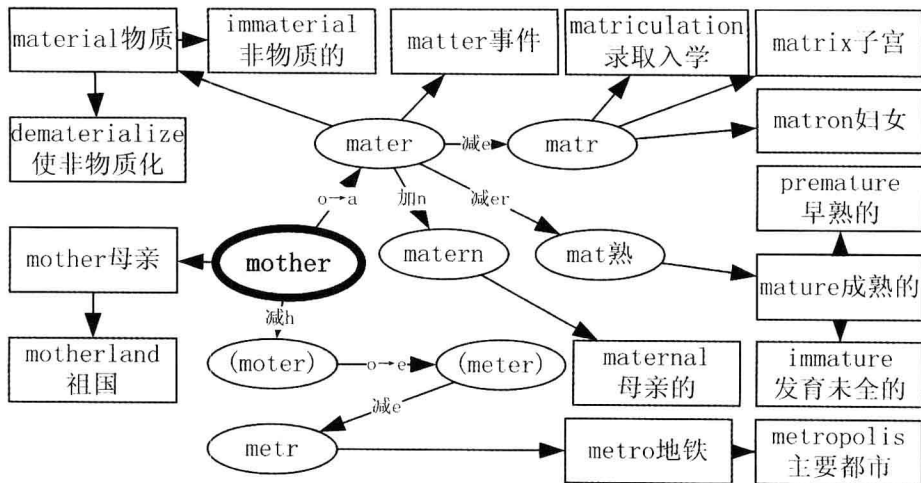 material物质
immaterial
非物质的
matter事件
matriculation
录取入学
matrix子宫
dematerialize
使非物质化
mater
减e
matr
matron妇女
o→a
加n
减er
premature
早熟的
mother母亲
mother
matern
mat熟
mature成熟的
减h
motherland
祖国
(moter)
o→e
(meter)
maternal
母亲的
immature
发育未全的
减e
metr
metro地铁
metropolis
主要都市